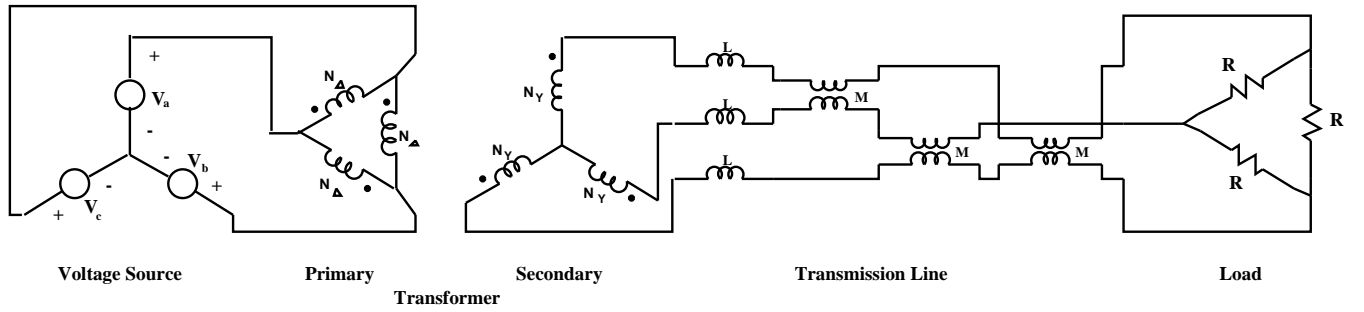 +
V_a
-
-
-
V_b
+
V_c
+
N_Δ
N_Δ
N_Δ
N_Y
N_Y
N_Y
L
L
L
M
M
M
R
R
R
Voltage Source
Primary
Secondary
Transmission Line
Load
Transformer